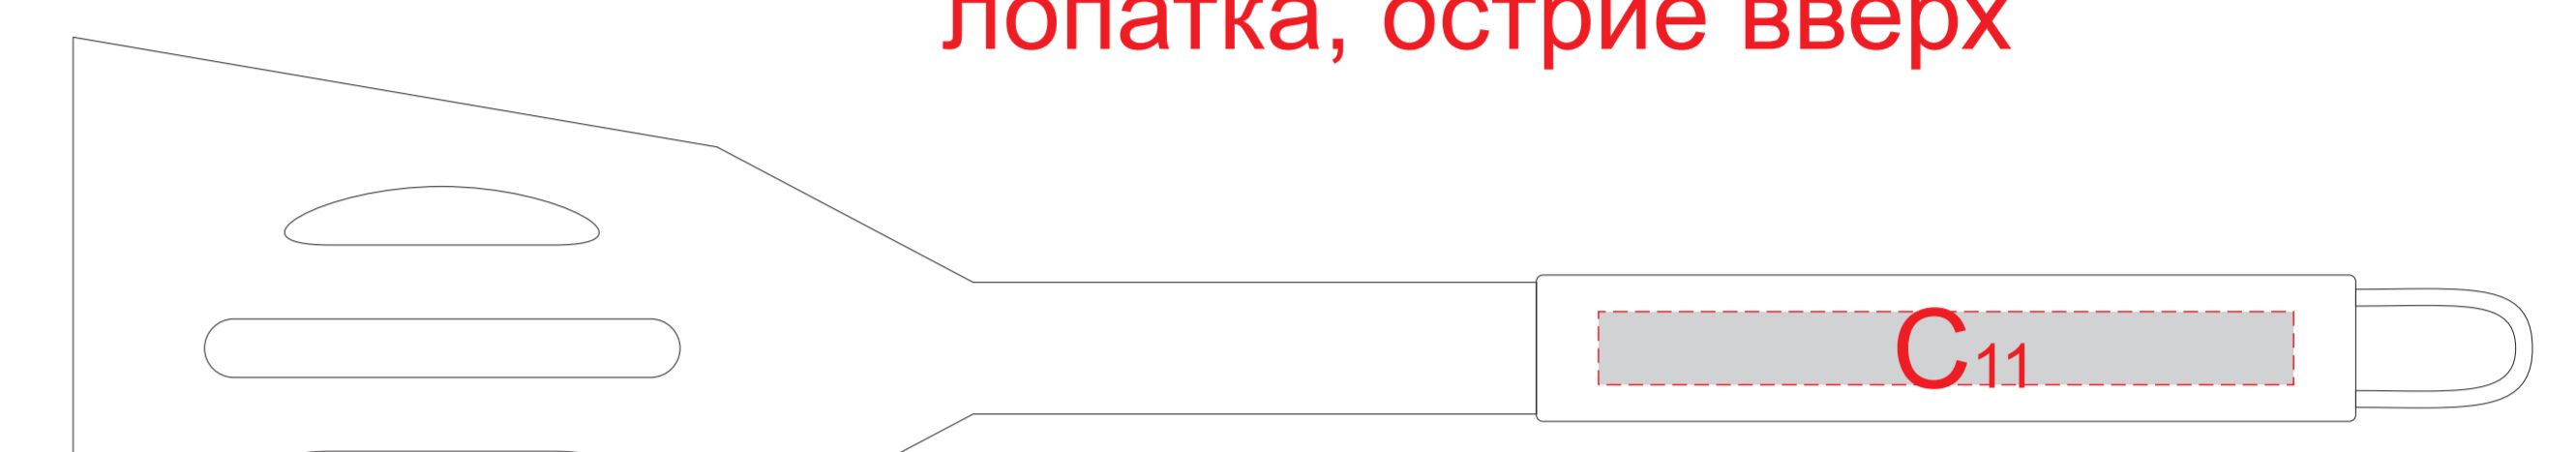 лопатка, острие вверх
C11